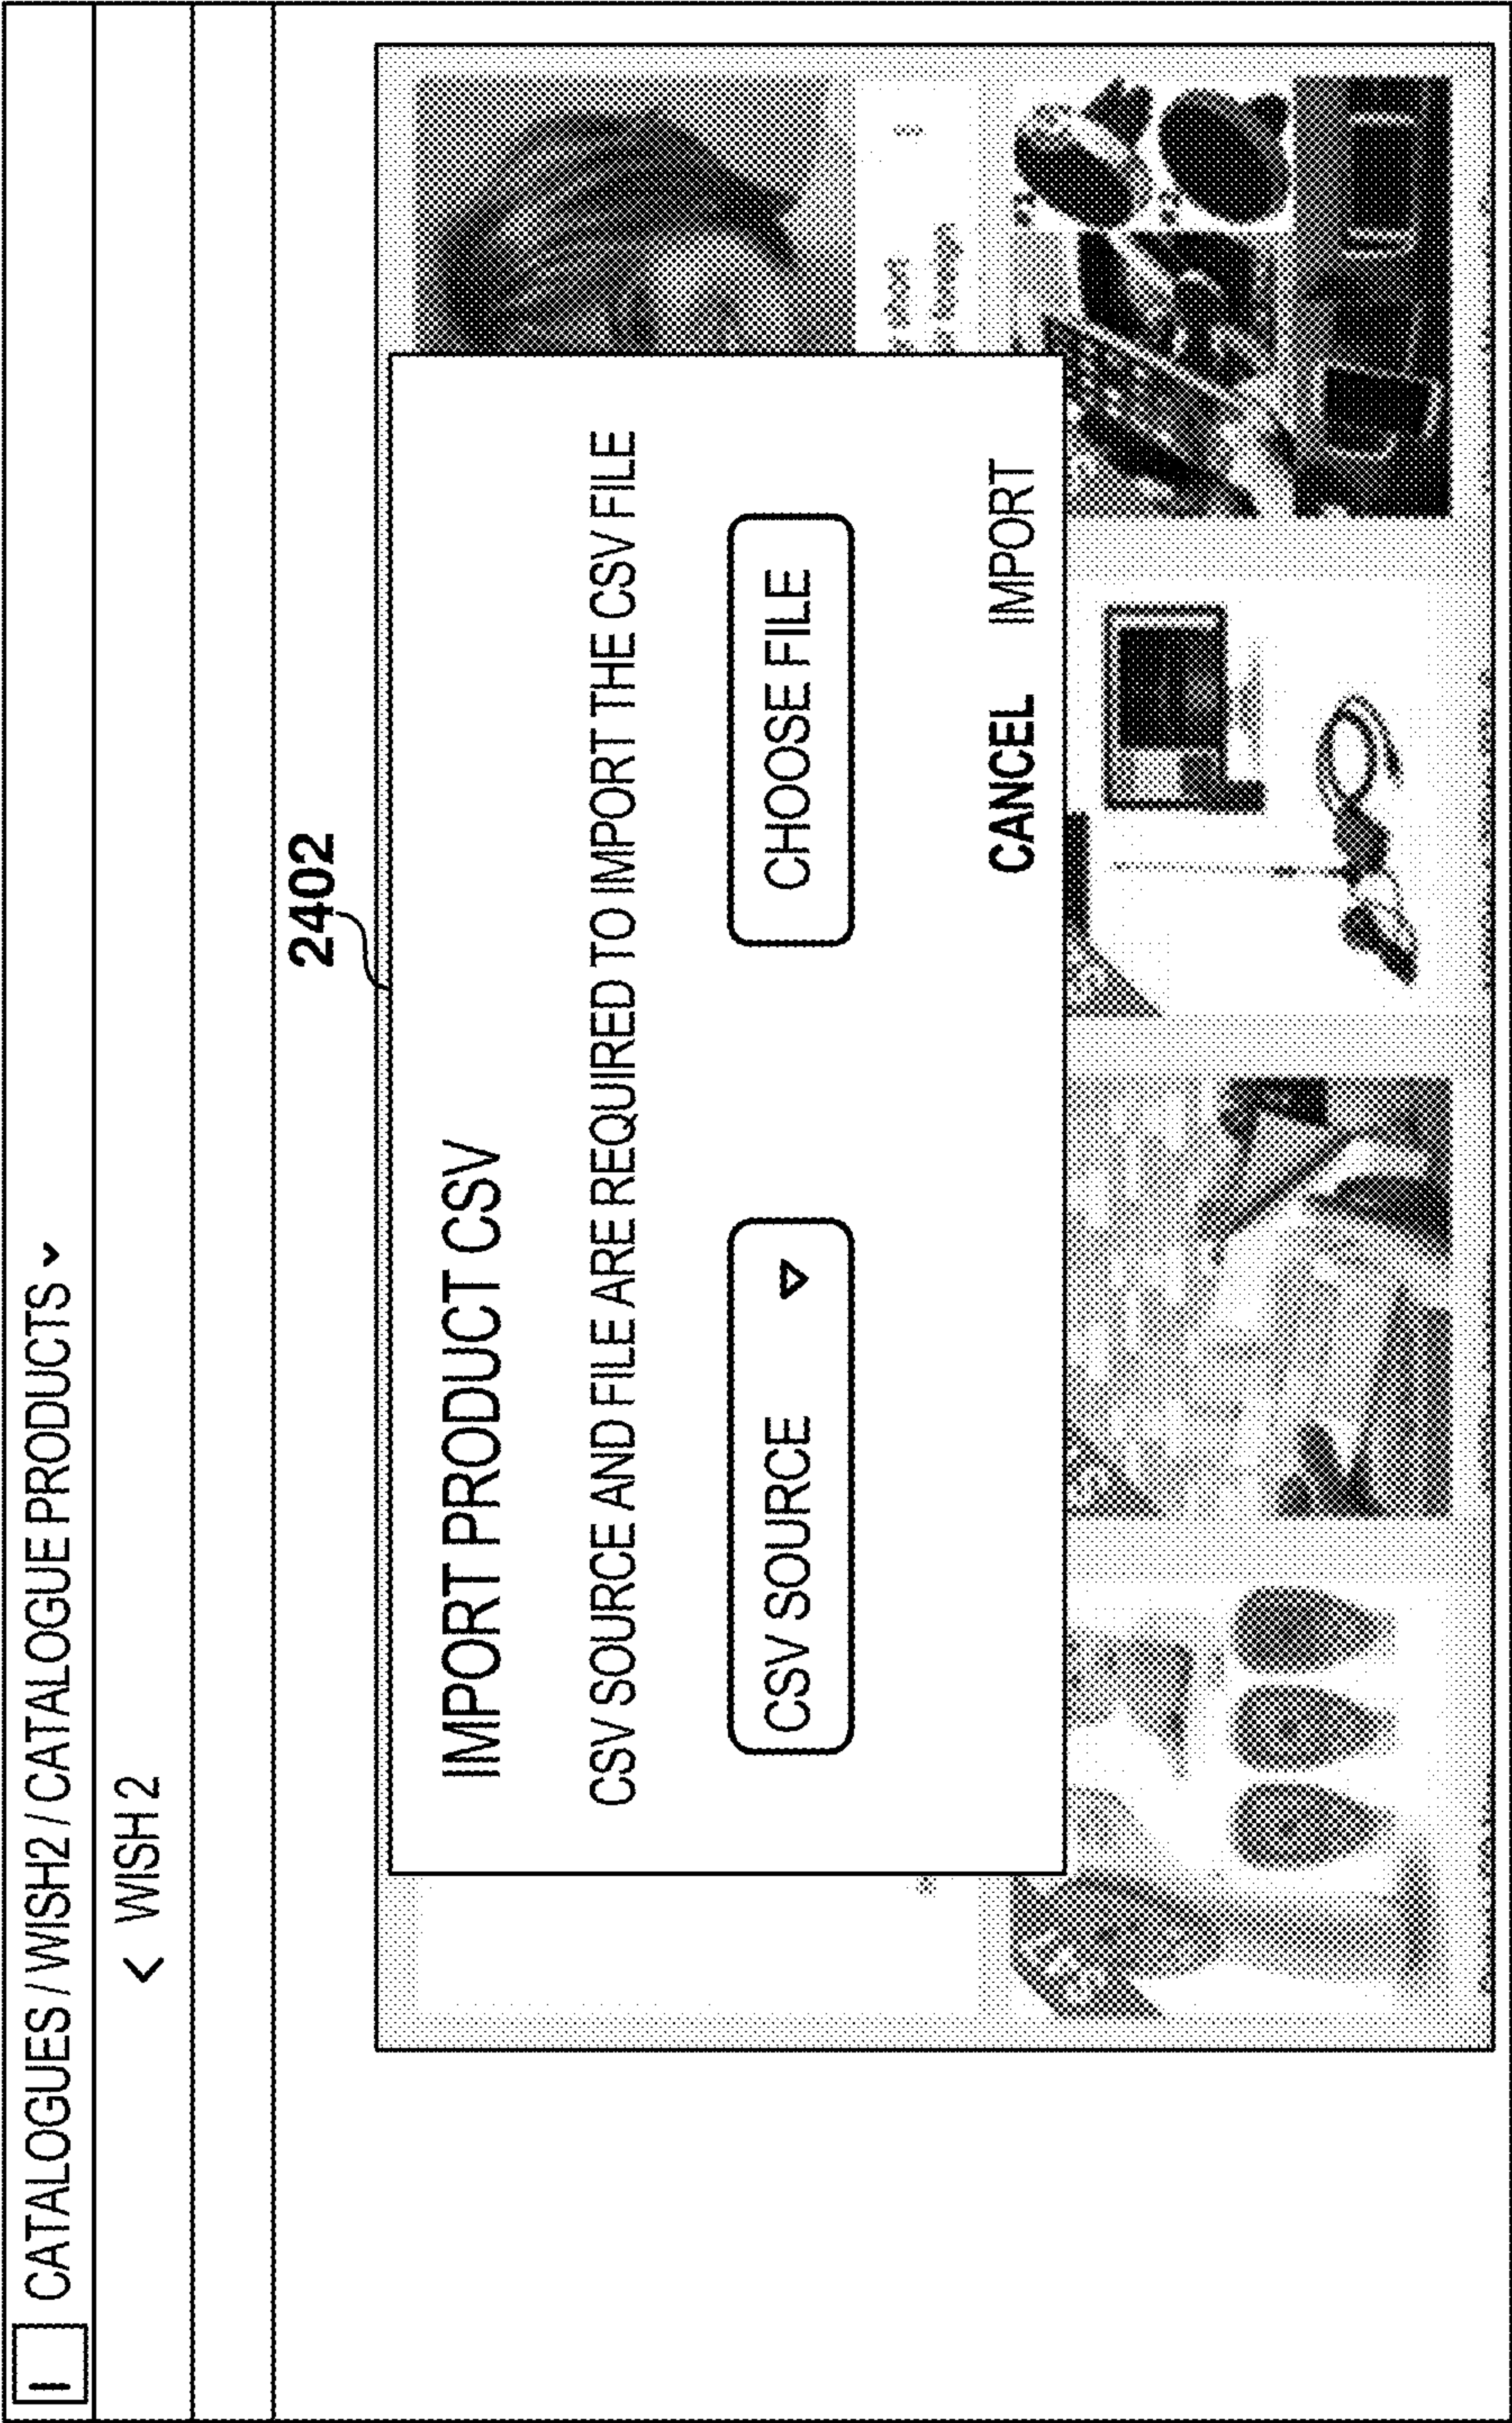 CATALOGUES / WISH2 / CATALOGUE PRODUCTS
< WISH 2
2402
IMPORT PRODUCT CSV
CSV SOURCE AND FILE ARE REQUIRED TO IMPORT THE CSV FILE
CSV SOURCE
CHOOSE FILE
CANCEL IMPORT